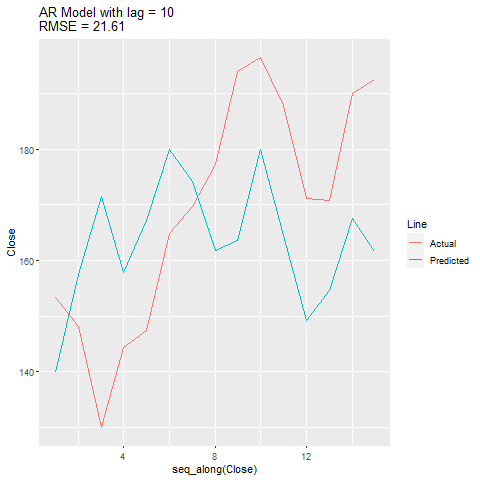 AR Model with lag = 10
RMSE = 21.61
Close
180
160
140
4
8
12
seq_along(Close)
Line
Actual
Predicted